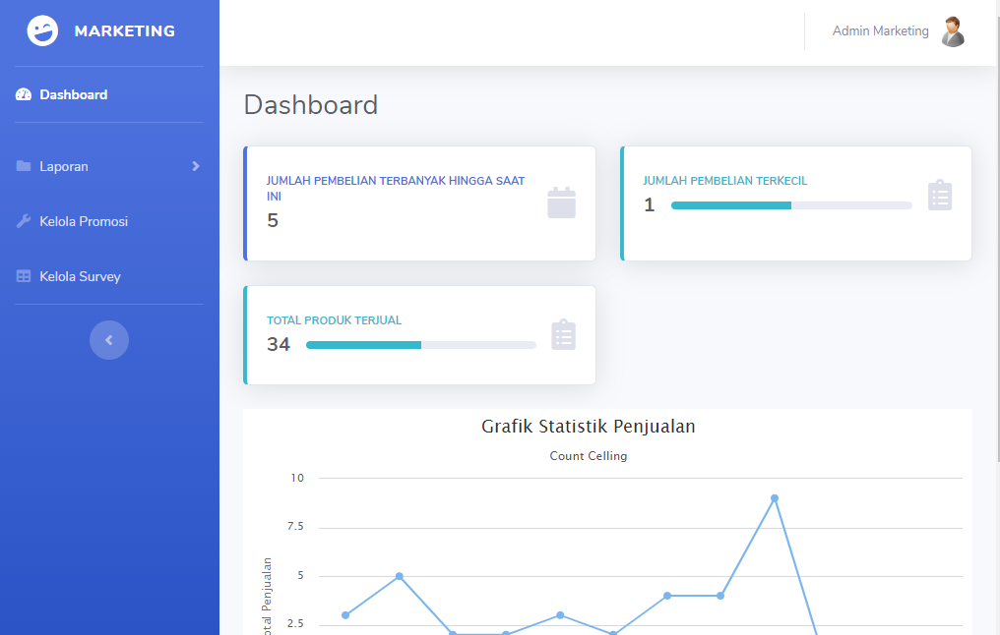 MARKETING
Admin Marketing
Dashboard
Laporan
Kelola Promosi
Kelola Survey
Dashboard
JUMLAH PEMBELIAN TERBANYAK HINGGA SAAT
INI
5
JUMLAH PEMBELIAN TERKECIL
1
TOTAL PRODUK TERJUAL
34
Grafik Statistik Penjualan
Count Celling
10
7.5
5
2.5
Penjualan